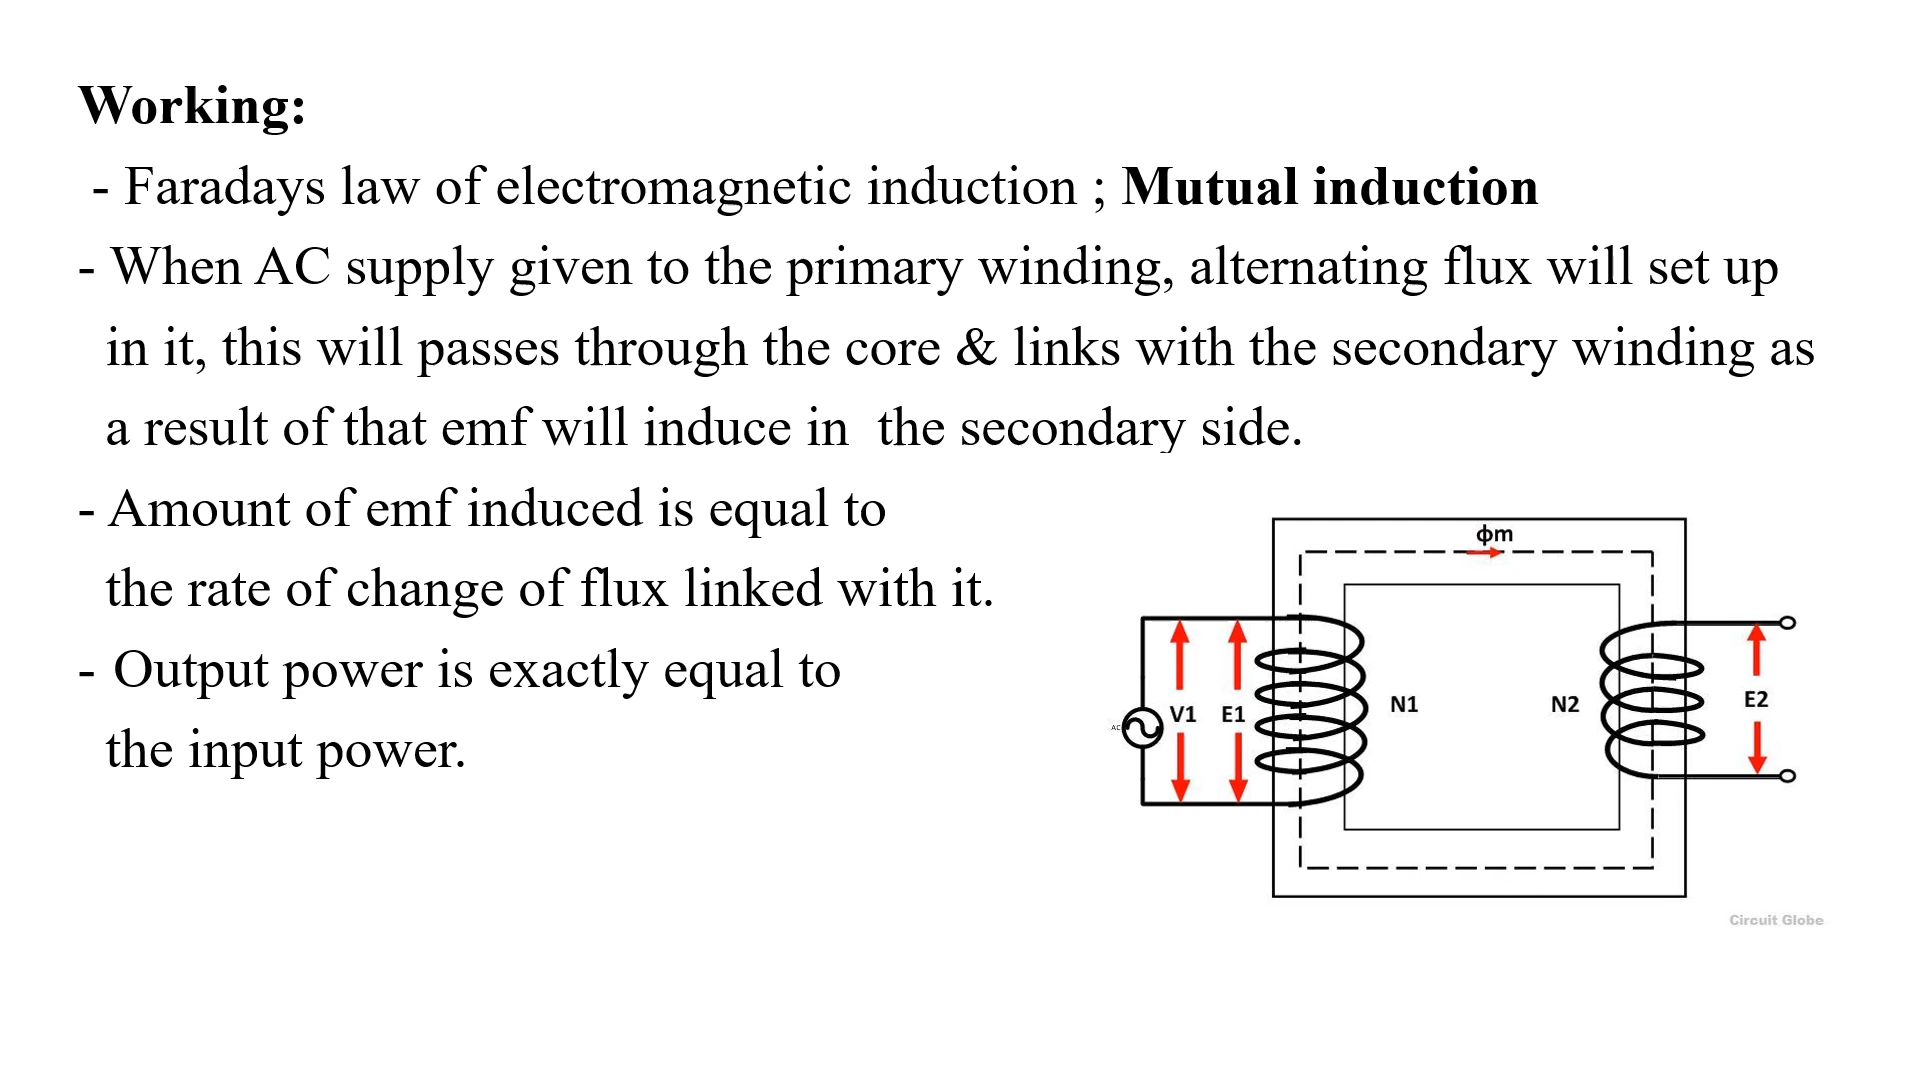 Working:
- Faradays law of electromagnetic induction ; Mutual induction
- When AC supply given to the primary winding, alternating flux will set up
in it, this will passes through the core & links with the secondary winding as
a result of that emf will induce in  the secondary side.
- Amount of emf induced is equal to
the rate of change of flux linked with it.
- Output power is exactly equal to
the input power.
ϕm
AC
V1
E1
N1
N2
E2
Circuit Globe